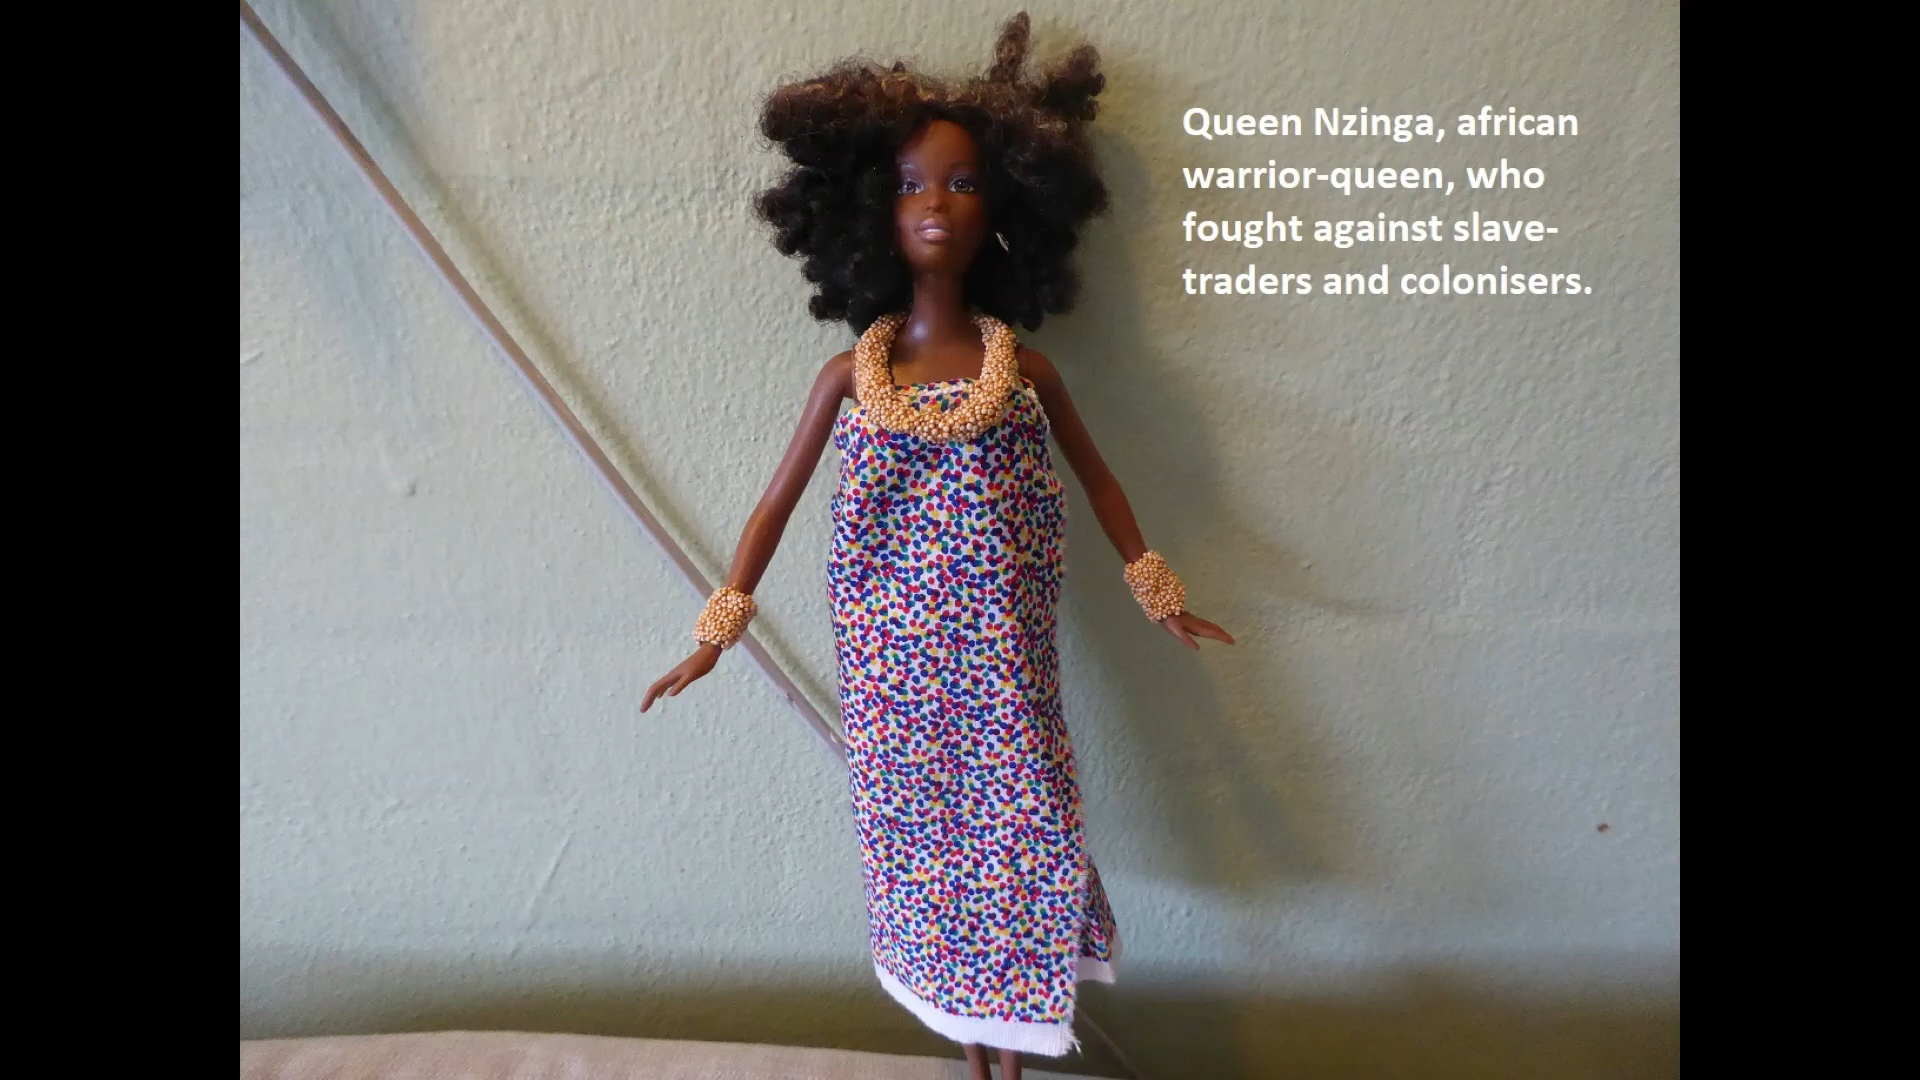 Queen Nzinga, african
warrior-queen, who
fought against slave-
traders and colonisers.